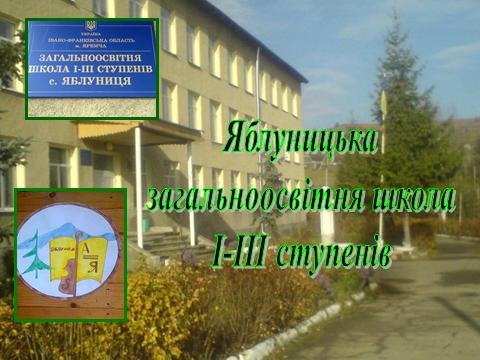 УКРАЇНА
ІВАНО-ФРАНКІВСЬКА ОБЛАСТЬ
м. ЯРЕМЧА
ЗАГАЛЬНООСВІТНЯ
ШКОЛА І-ІІІ СТУПЕНІВ
с. ЯБЛУНИЦЯ
Яблуницька
загальноосвітня школа
І-ІІІ ступенів
А
Я